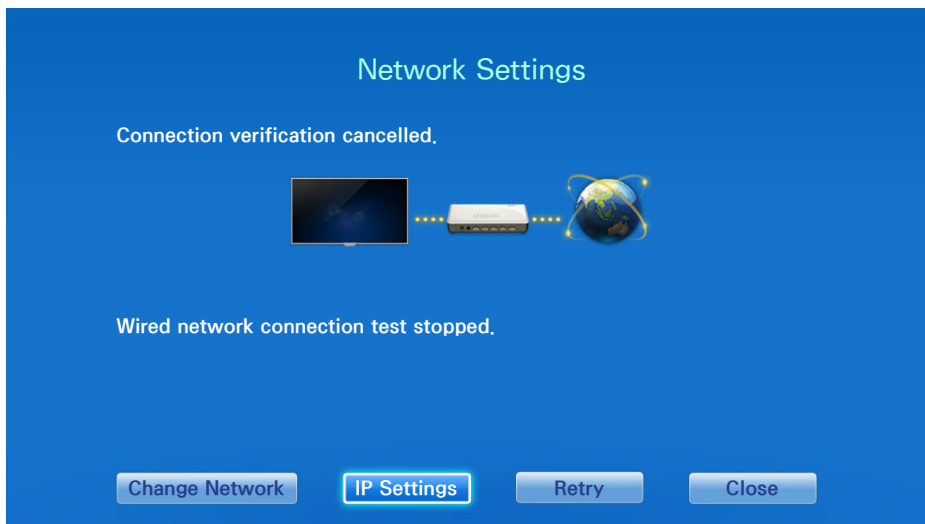 Network Settings
Connection verification cancelled.
Wired network connection test stopped.
Change Network
IP Settings
Retry
Close